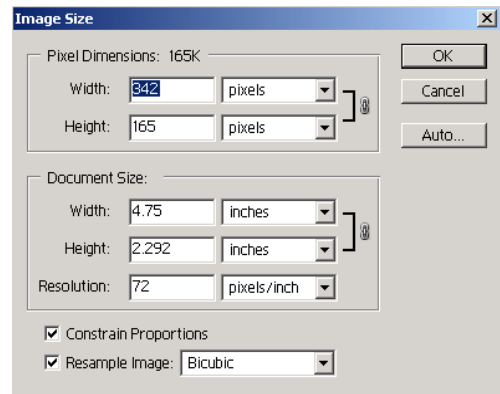 Image Size
Pixel Dimensions: 165K
OK
Width: 342 pixels
Cancel
Height: 165 pixels
Auto...
Document Size:
Width: 4.75 inches
Height: 2.292 inches
Resolution: 72 pixels/inch
Constrain Proportions
Resample Image: Bicubic